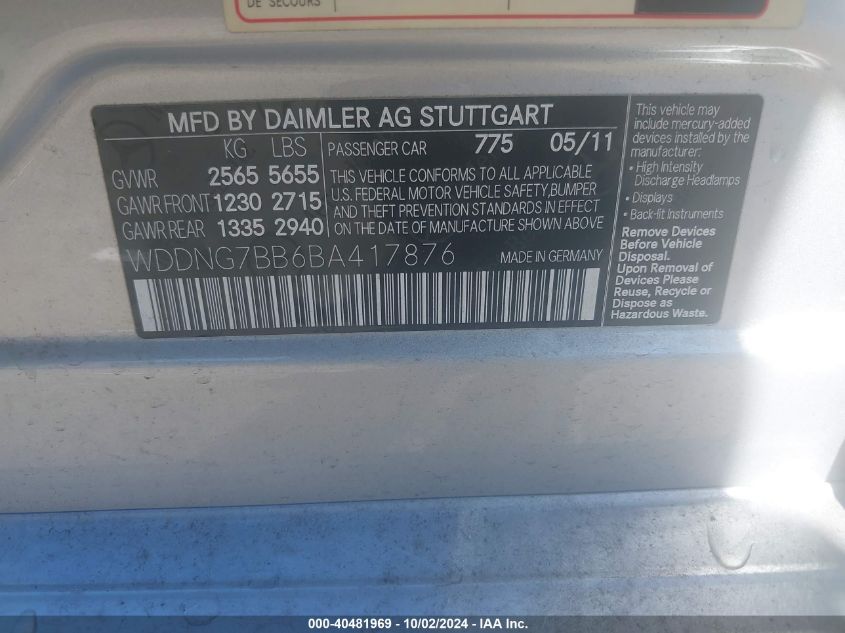 DE SECOURS
MFD BY DAIMLER AG STUTTGART
KG LBS PASSENGER CAR 775 05/11
GVWR 2565 5655
GAWR FRONT 1230 2715
GAWR REAR 1335 2940
THIS VEHICLE CONFORMS TO ALL APPLICABLE
U.S. FEDERAL MOTOR VEHICLE SAFETY,BUMPER
AND THEFT PREVENTION STANDARDS IN EFFECT
ON THE DATE OF MANUFACTURE SHOWN ABOVE
WDDNG7BB6BA417876 MADE IN GERMANY
This vehicle may
include mercury-added
devices installed by the
manufacturer:
• High Intensity
Discharge Headlamps
• Displays
• Back-fit Instruments
Remove Devices
Before Vehicle
Disposal.
Upon Removal of
Devices Please
Reuse, Recycle or
Dispose as
Hazardous Waste.
000-40481969 - 10/02/2024 - IAA Inc.